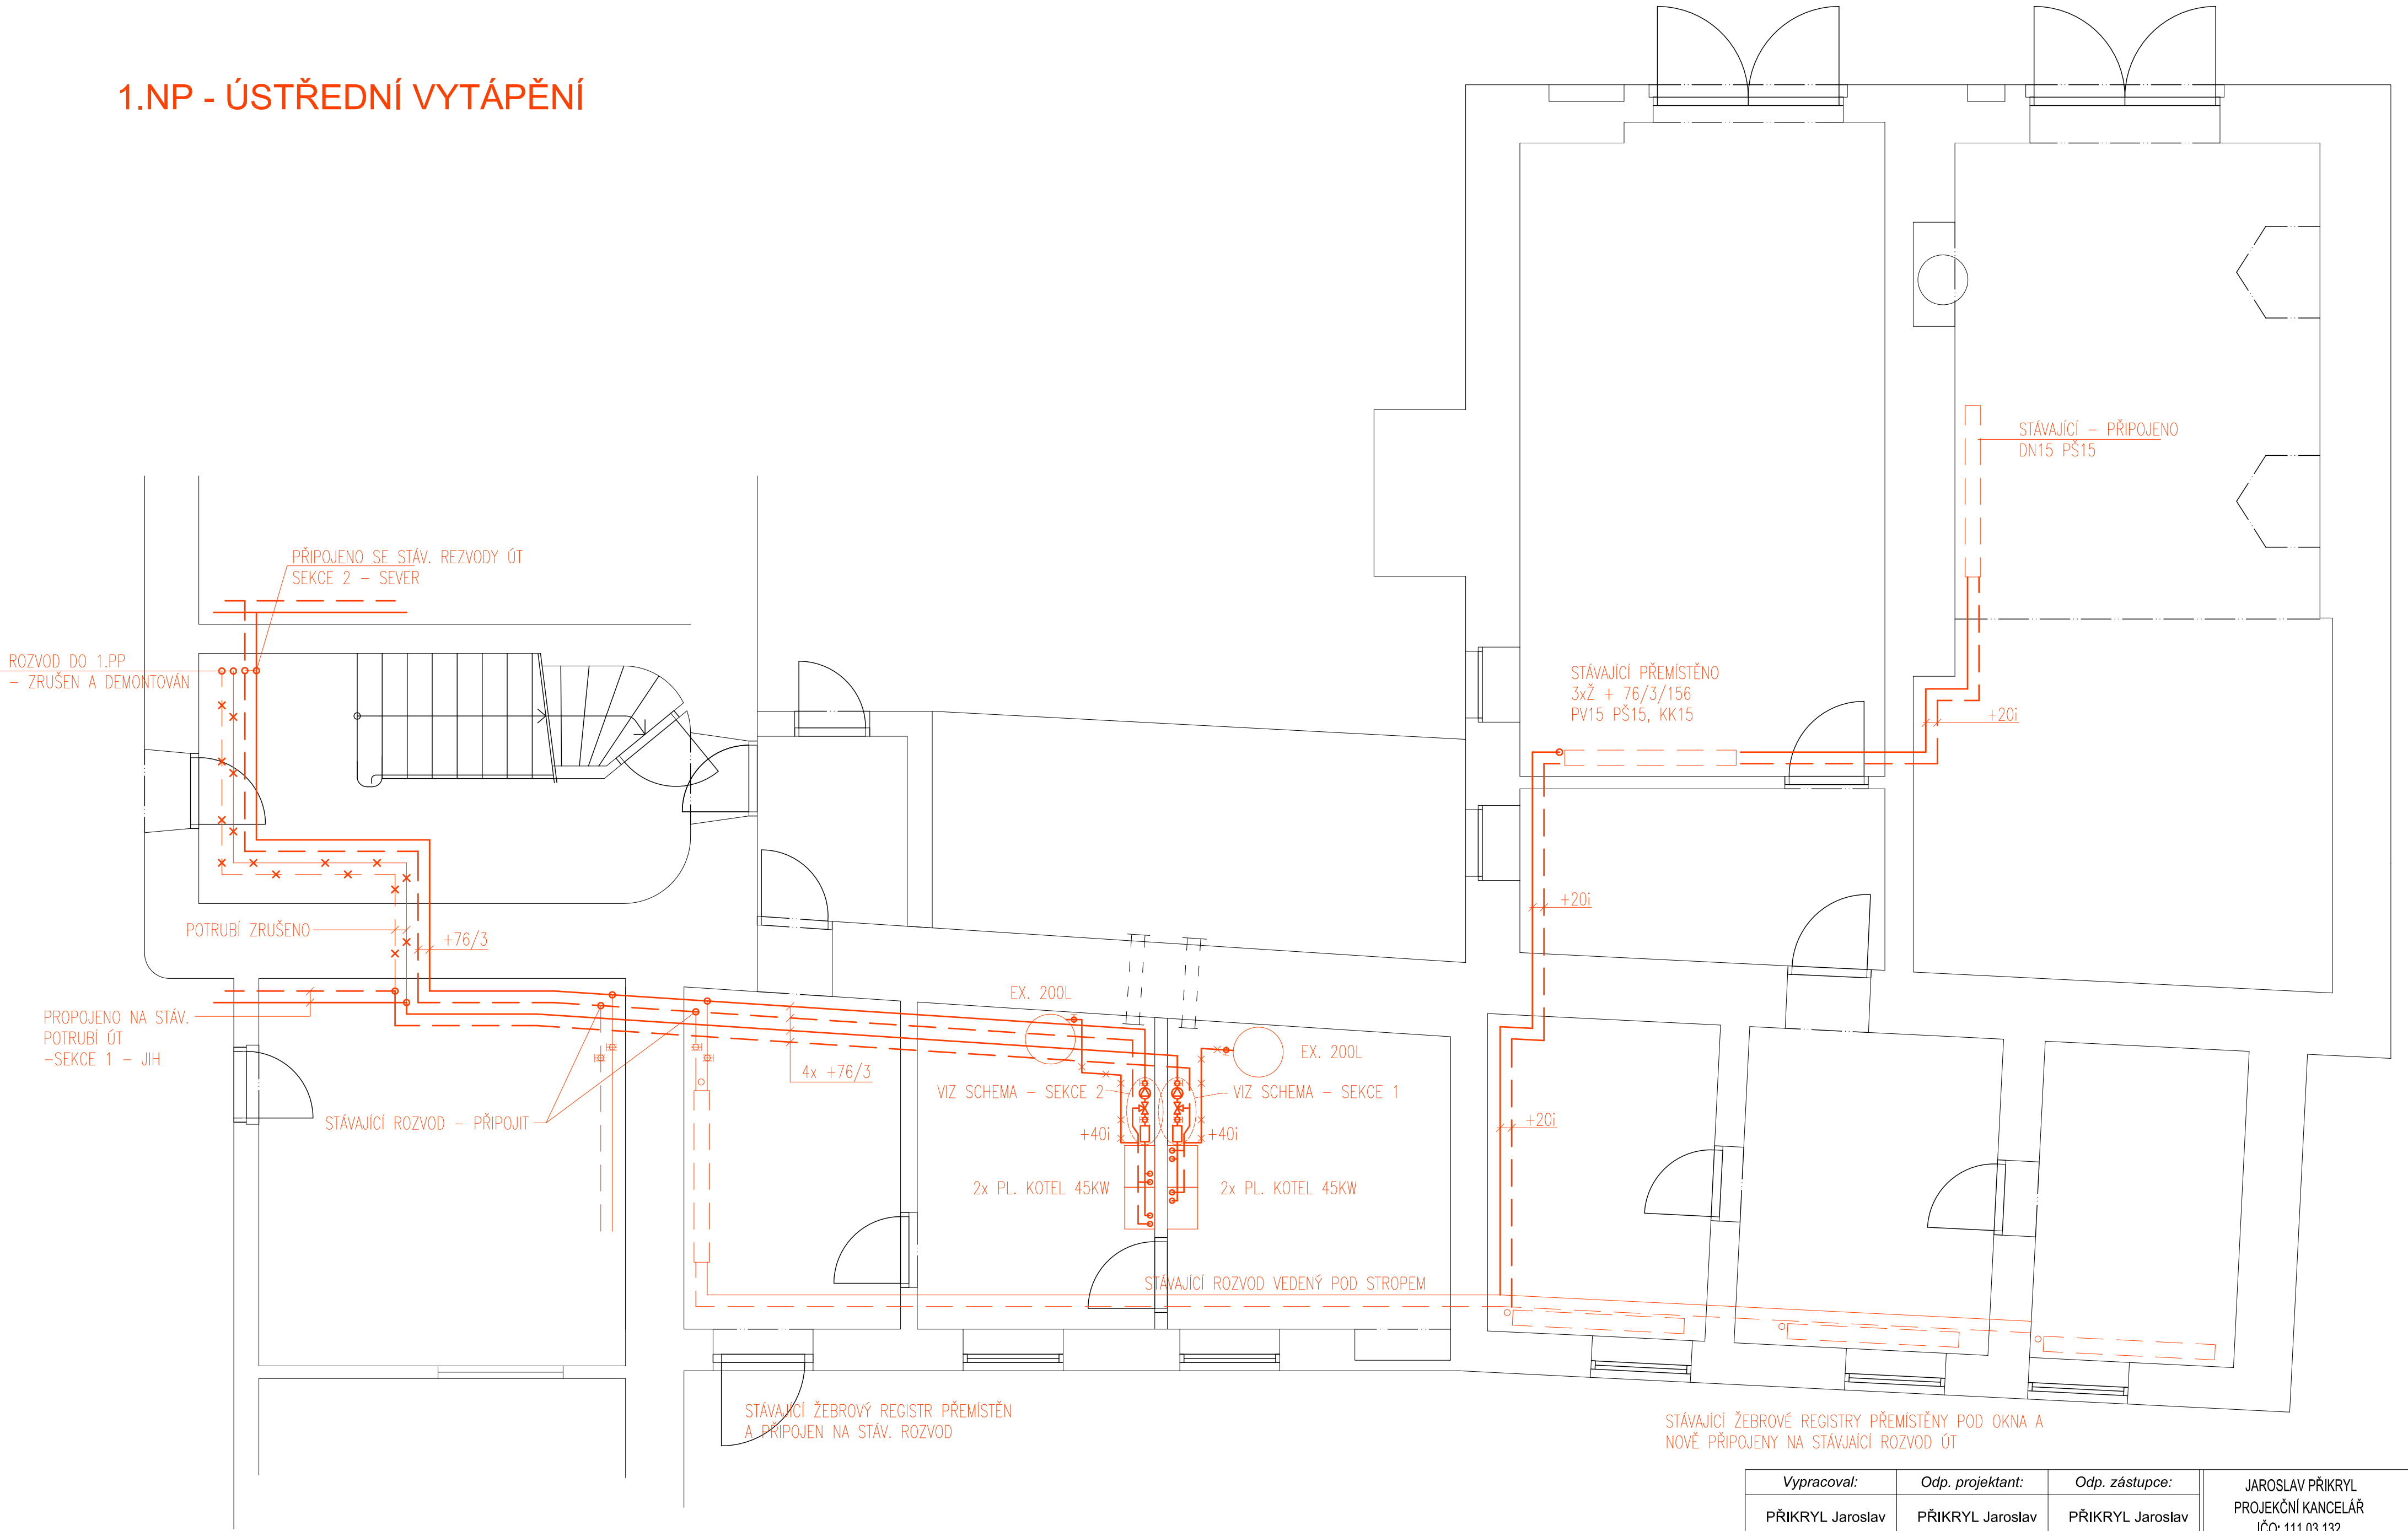 1.NP - ÚSTŘEDNÍ VYTÁPĚNÍ
STÁVAJÍCÍ - PŘIPOJENO
DN15 PŠ15
PŘIPOJENO SE STÁV. REZVODY ÚT
SEKCE 2 - SEVER
ROZVOD DO 1.PP
- ZRUŠEN A DEMONTOVÁN
STÁVAJÍCÍ PŘEMÍSTĚNO
3xŽ + 76/3/156
PV15 PŠ15, KK15
+20i
+20i
POTRUBÍ ZRUŠENO
+76/3
EX. 200L
PROPOJENO NA STÁV.
POTRUBÍ ÚT
-SEKCE 1 - JIH
EX. 200L
4x +76/3
VIZ SCHEMA - SEKCE 2
VIZ SCHEMA - SEKCE 1
STÁVAJÍCÍ ROZVOD - PŘIPOJIT
+40i
+40i
+20i
2x PL. KOTEL 45KW
2x PL. KOTEL 45KW
STÁVAJÍCÍ ROZVOD VEDENÝ POD STROPEM
STÁVAJÍCÍ ŽEBROVÝ REGISTR PŘEMÍSTĚN
A PŘIPOJEN NA STÁV. ROZVOD
STÁVAJÍCÍ ŽEBROVÉ REGISTRY PŘEMÍSTĚNY POD OKNA A
NOVĚ PŘIPOJENY NA STÁVJAÍCÍ ROZVOD ÚT
Vypracoval:
Odp. projektant:
Odp. zástupce:
PŘIKRYL Jaroslav
PŘIKRYL Jaroslav
PŘIKRYL Jaroslav
JAROSLAV PŘIKRYL
PROJEKČNÍ KANCELÁŘ
IČO: 111 03 132